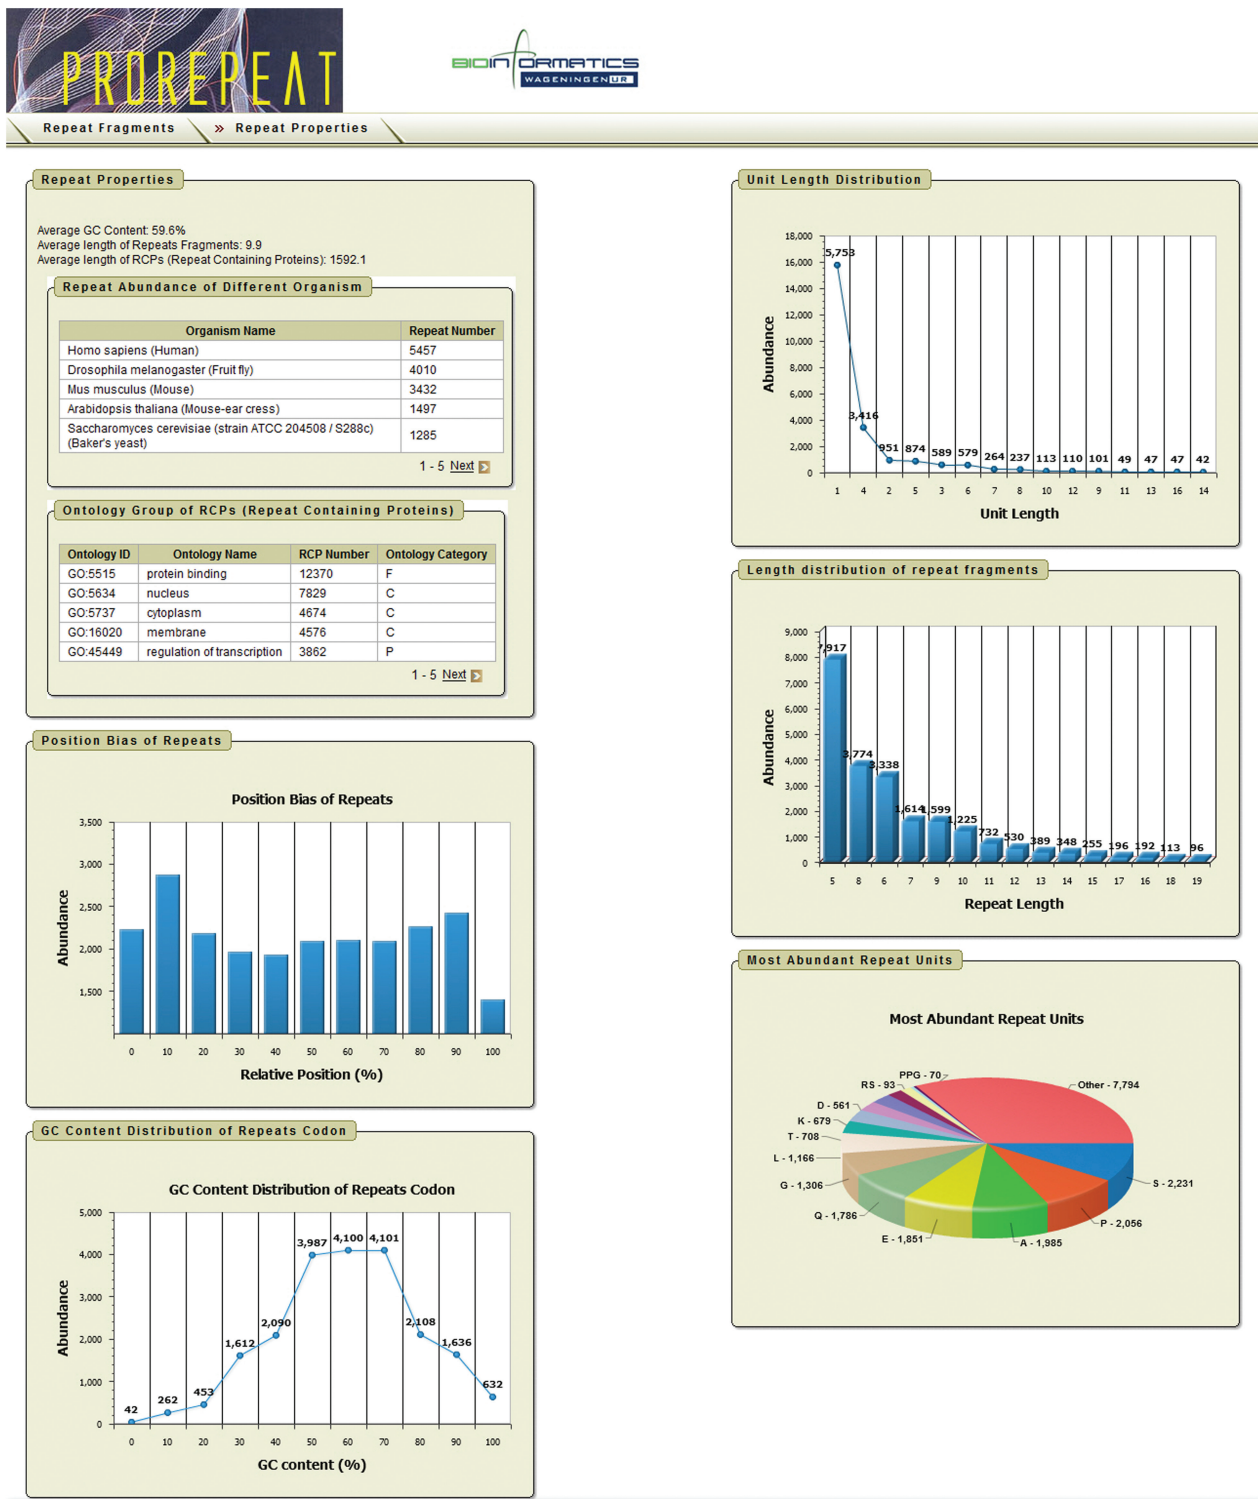 PROREPEAT
BIOINFORMATICS
WAGENINGEN UR
Repeat Fragments » Repeat Properties
Repeat Properties
Average GC Content: 59.6%
Average length of Repeats Fragments: 9.9
Average length of RCPs (Repeat Containing Proteins): 1592.1
Repeat Abundance of Different Organism
Organism Name Repeat Number
Homo sapiens (Human) 5457
Drosophila melanogaster (Fruit fly) 4010
Mus musculus (Mouse) 3432
Arabidopsis thaliana (Mouse-ear cress) 1497
Saccharomyces cerevisiae (strain ATCC 204508 / S288c)
(Baker's yeast) 1285
1 - 5 Next
Ontology Group of RCPs (Repeat Containing Proteins)
Ontology ID Ontology Name RCP Number Ontology Category
GO:5515 protein binding 12370 F
GO:5634 nucleus 7829 C
GO:5737 cytoplasm 4674 C
GO:16020 membrane 4576 C
GO:45449 regulation of transcription 3862 P
1 - 5 Next
Position Bias of Repeats
Position Bias of Repeats
3,500
3,000
2,500
2,000
1,500
Abundance
0 10 20 30 40 50 60 70 80 90 100
Relative Position (%)
GC Content Distribution of Repeats Codon
GC Content Distribution of Repeats Codon
5,000
4,000
3,000
2,000
1,000
0
Abundance
42 262 453 1,612 2,090 3,987 4,100 4,101 2,108 1,636 632
0 10 20 30 40 50 60 70 80 90 100
GC content (%)
Unit Length Distribution
18,000
16,000
14,000
12,000
10,000
8,000
6,000
4,000
2,000
0
Abundance
5,753 3,416 951 874 589 579 264 237 113 110 101 49 47 47 42
1 4 2 5 3 6 7 8 10 12 9 11 13 16 14
Unit Length
Length distribution of repeat fragments
9,000
8,000
7,000
6,000
5,000
4,000
3,000
2,000
1,000
0
Abundance
7,917 3,774 3,338 1,614 1,599 1,225 732 530 389 348 255 196 192 113 96
5 8 6 7 9 10 11 12 13 14 15 17 16 18 19
Repeat Length
Most Abundant Repeat Units
Most Abundant Repeat Units
PPG - 70
RS - 93
Other - 7,794
D - 561
K - 679
T - 708
L - 1,166
G - 1,306
S - 2,231
Q - 1,786
P - 2,056
E - 1,851
A - 1,985